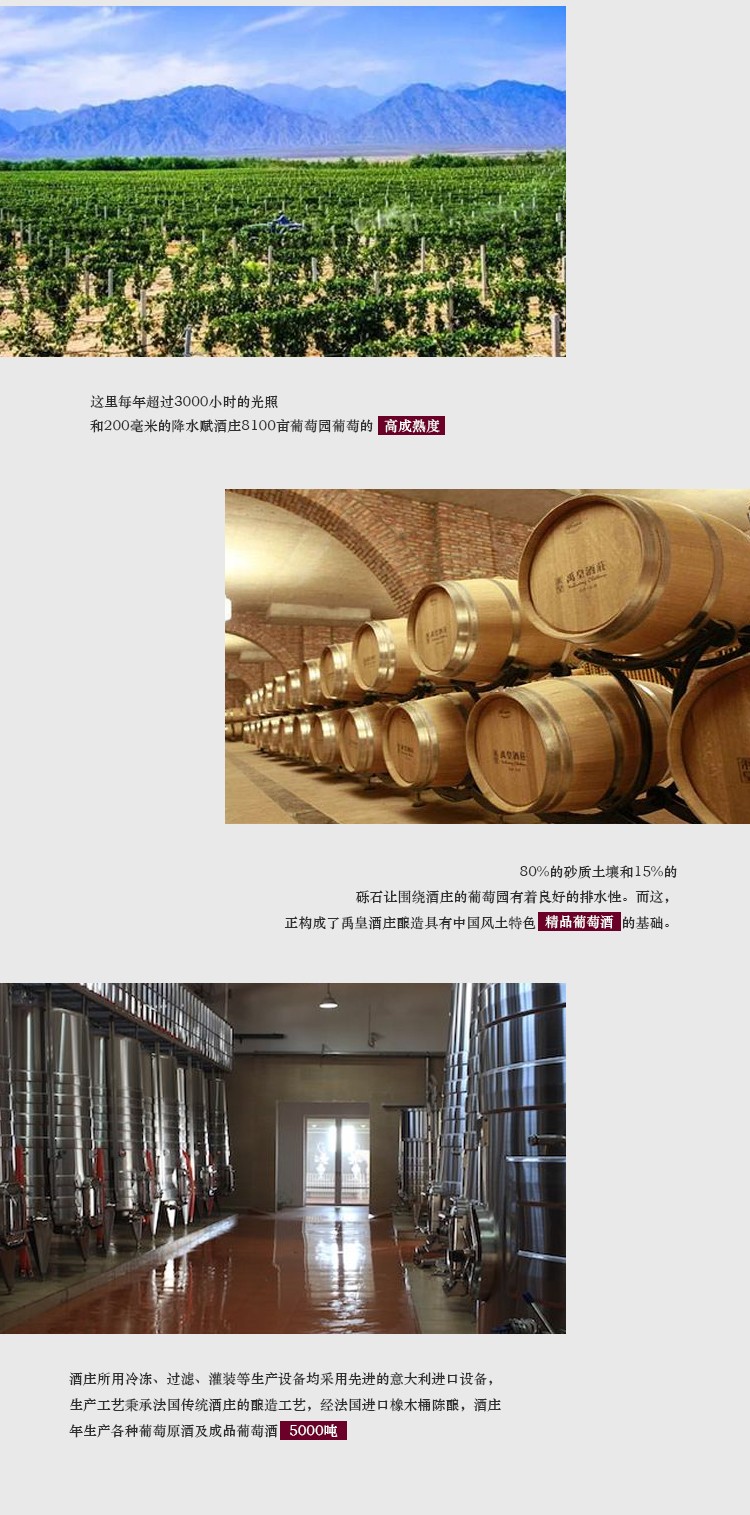 这里每年超过3000小时的光照
和200毫米的降水赋酒庄8100亩葡萄园葡萄的 高成熟度
禹皇酒莊
禹皇酒莊
禹皇酒莊
80%的砂质土壤和15%的
砾石让围绕酒庄的葡萄园有着良好的排水性。而这，
正构成了禹皇酒庄酿造具有中国风土特色 精品葡萄酒 的基础。
酒庄所用冷冻、过滤、灌装等生产设备均采用先进的意大利进口设备，
生产工艺秉承法国传统酒庄的酿造工艺，经法国进口橡木桶陈酿，酒庄
年生产各种葡萄原酒及成品葡萄酒 5000吨